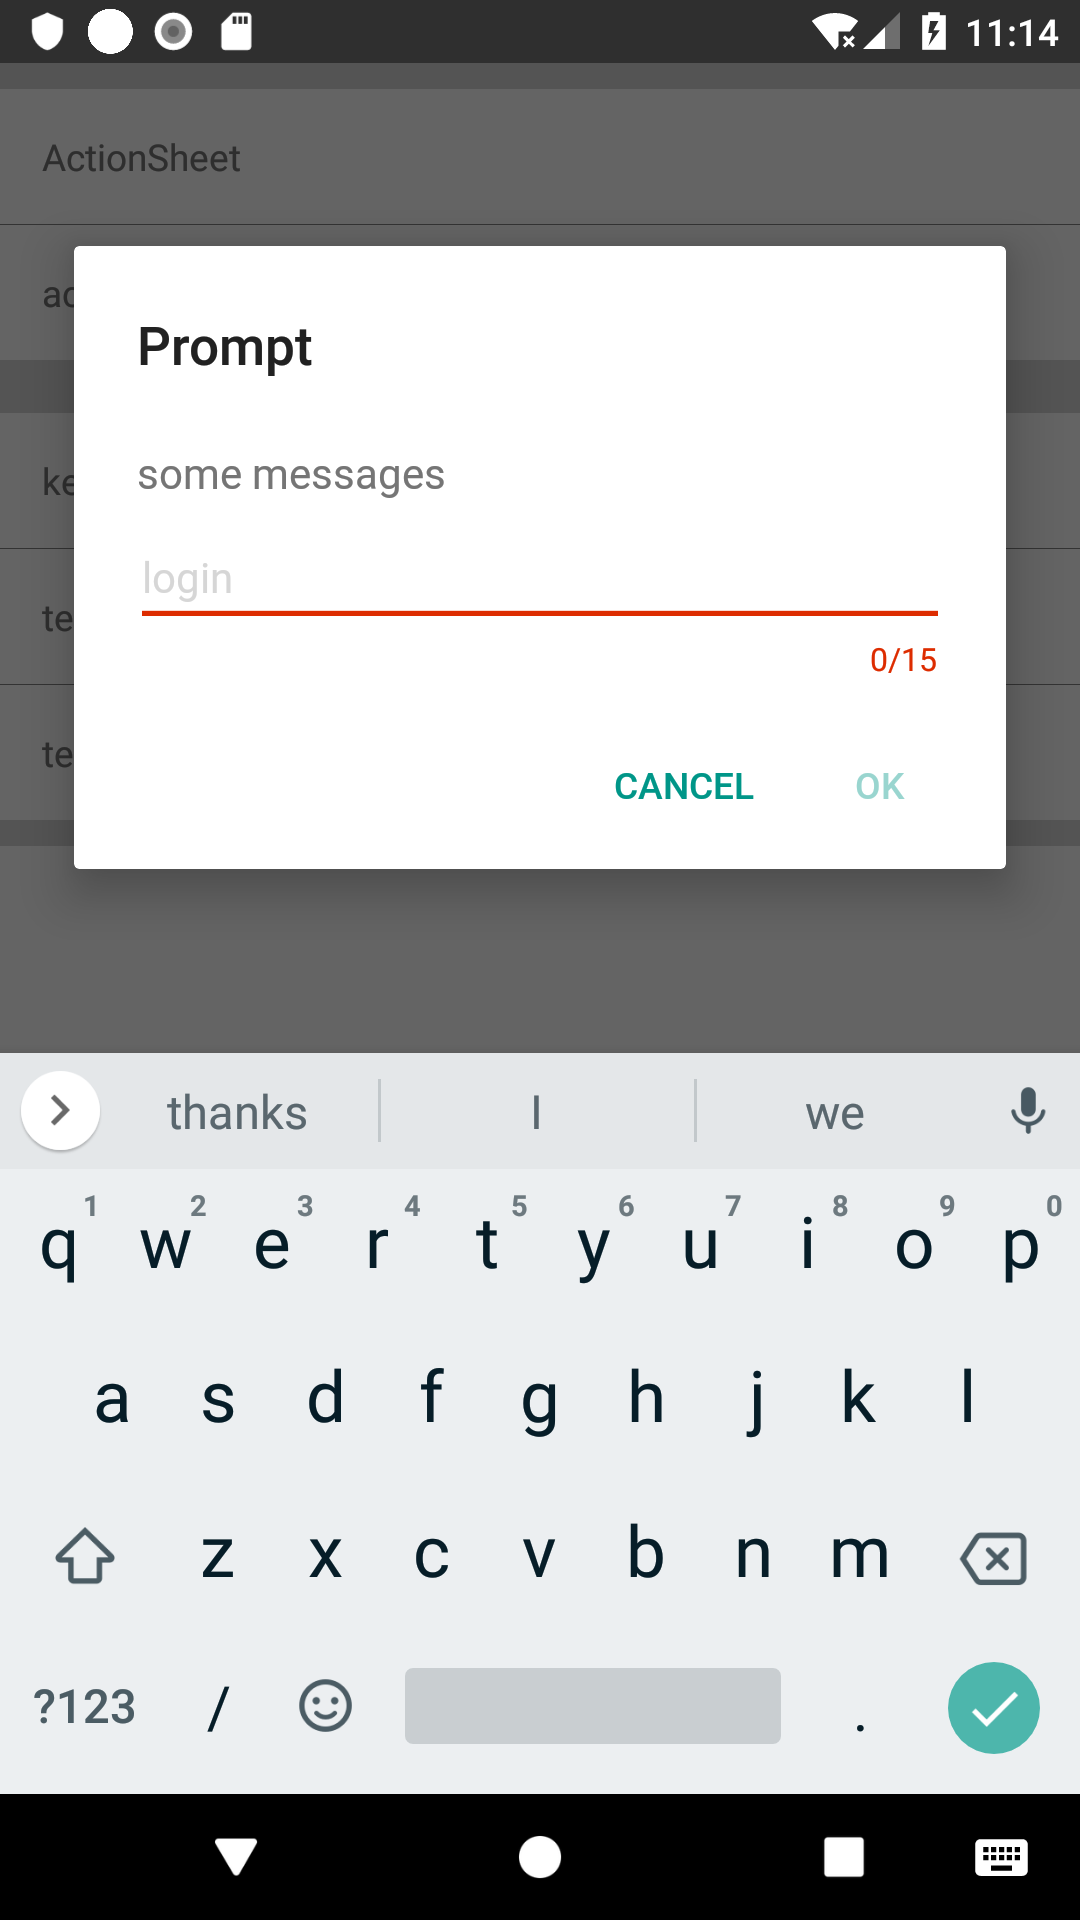 11:14
ActionSheet
ac
Prompt
some messages
ke
login
te
0/15
te
CANCEL OK
thanks I we
1 2 3 4 5 6 7 8 9 0
q w e r t y u i o p
a s d f g h j k l
z x c v b n m
?123 / .